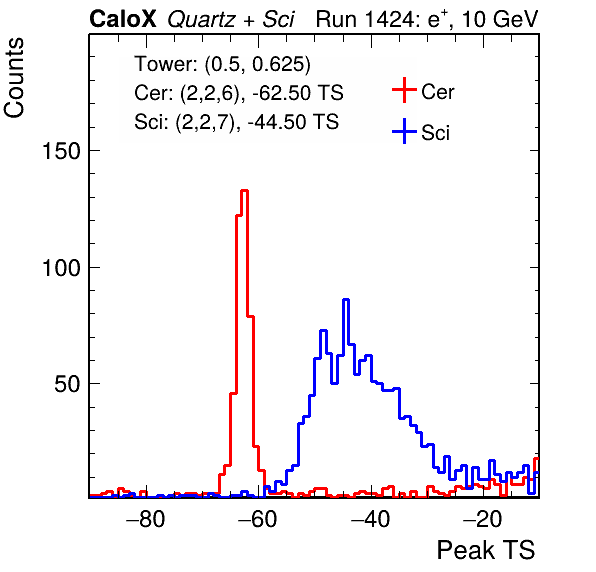 CaloX Quartz + Sci Run 1424: e⁺, 10 GeV
Counts
Tower: (0.5, 0.625)
Cer: (2,2,6), -62.50 TS
Sci: (2,2,7), -44.50 TS
Cer
Sci
150
100
50
−80 −60 −40 −20
Peak TS